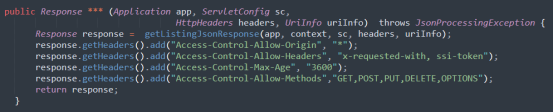 public Response *** (Application app, ServletConfig sc,
HttpHeaders headers, UriInfo uriInfo) throws JsonProcessingException {
Response response = getListingJsonResponse(app, context, sc, headers, uriInfo);
response.getHeaders().add("Access-Control-Allow-Origin", "*");
response.getHeaders().add("Access-Control-Allow-Headers", "x-requested-with, ssi-token");
response.getHeaders().add("Access-Control-Max-Age", "3600");
response.getHeaders().add("Access-Control-Allow-Methods","GET,POST,PUT,DELETE,OPTIONS");
return response;
}